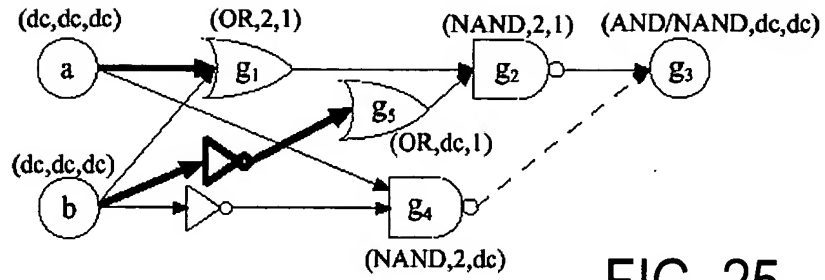 (dc,dc,dc) (OR,2,1) (NAND,2,1) (AND/NAND,dc,dc)
a g1 g2 g3
g5
(OR,dc,1)
(dc,dc,dc)
b g4
(NAND,2,dc)
FIG. 25